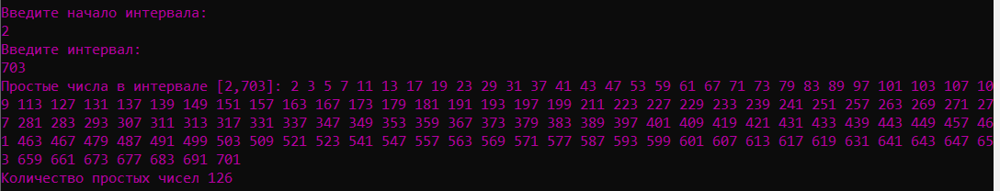 Введите начало интервала:
2
Введите интервал:
703
Простые числа в интервале [2,703]: 2 3 5 7 11 13 17 19 23 29 31 37 41 43 47 53 59 61 67 71 73 79 83 89 97 101 103 107 10
9 113 127 131 137 139 149 151 157 163 167 173 179 181 191 193 197 199 211 223 227 229 233 239 241 251 257 263 269 271 27
7 281 283 293 307 311 313 317 331 337 347 349 353 359 367 373 379 383 389 397 401 409 419 421 431 433 439 443 449 457 46
1 463 467 479 487 491 499 503 509 521 523 541 547 557 563 569 571 577 587 593 599 601 607 613 617 619 631 641 643 647 65
3 659 661 673 677 683 691 701
Количество простых чисел 126